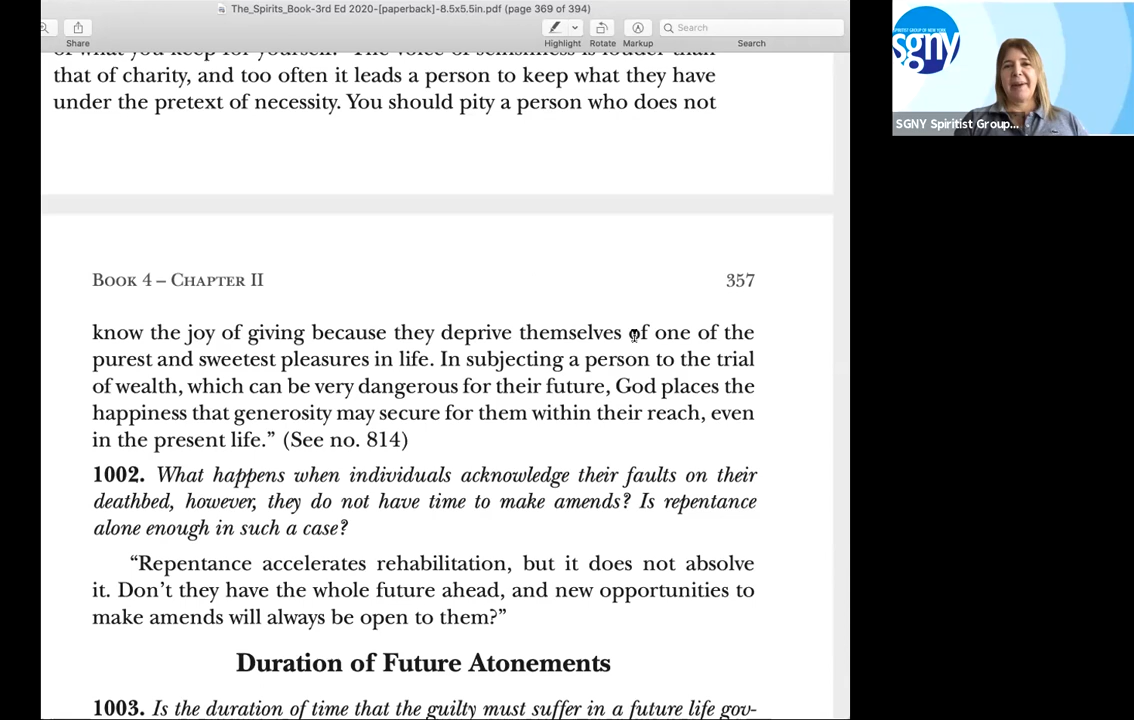 The_Spirits_Book-3rd Ed 2020-[paperback]-8.5x5.5in.pdf (page 369 of 394)
Share
Highlight
Rotate
Markup
Search
Search
that of charity, and too often it leads a person to keep what they have
under the pretext of necessity. You should pity a person who does not
BOOK 4 – CHAPTER II
357
know the joy of giving because they deprive themselves of one of the
purest and sweetest pleasures in life. In subjecting a person to the trial
of wealth, which can be very dangerous for their future, God places the
happiness that generosity may secure for them within their reach, even
in the present life.” (See no. 814)
1002. What happens when individuals acknowledge their faults on their
deathbed, however, they do not have time to make amends? Is repentance
alone enough in such a case?
“Repentance accelerates rehabilitation, but it does not absolve
it. Don’t they have the whole future ahead, and new opportunities to
make amends will always be open to them?”
Duration of Future Atonements
1003. Is the duration of time that the guilty must suffer in a future life gov-
sgny
SGNY Spiritist Group...